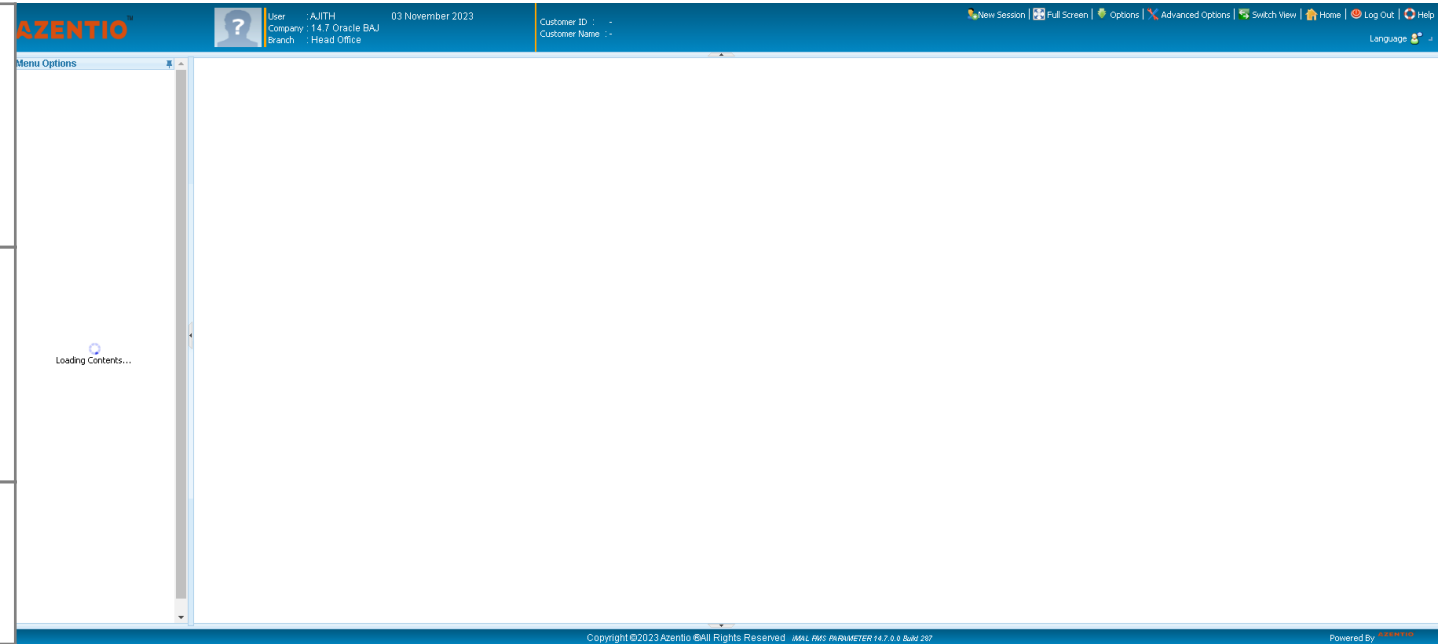 AZENTIO™
User : AJITH 03 November 2023
Company : 14.7 Oracle BAJ
Branch : Head Office
Customer ID : -
Customer Name : -
New Session | Full Screen | Options | Advanced Options | Switch View | Home | Log Out | Help
Language
Menu Options
?
Loading Contents...
Copyright ©2023 Azentio ®All Rights Reserved IMAL FMS PARAMETER 14.7.0.0 Build 287
Powered By AZENTIO